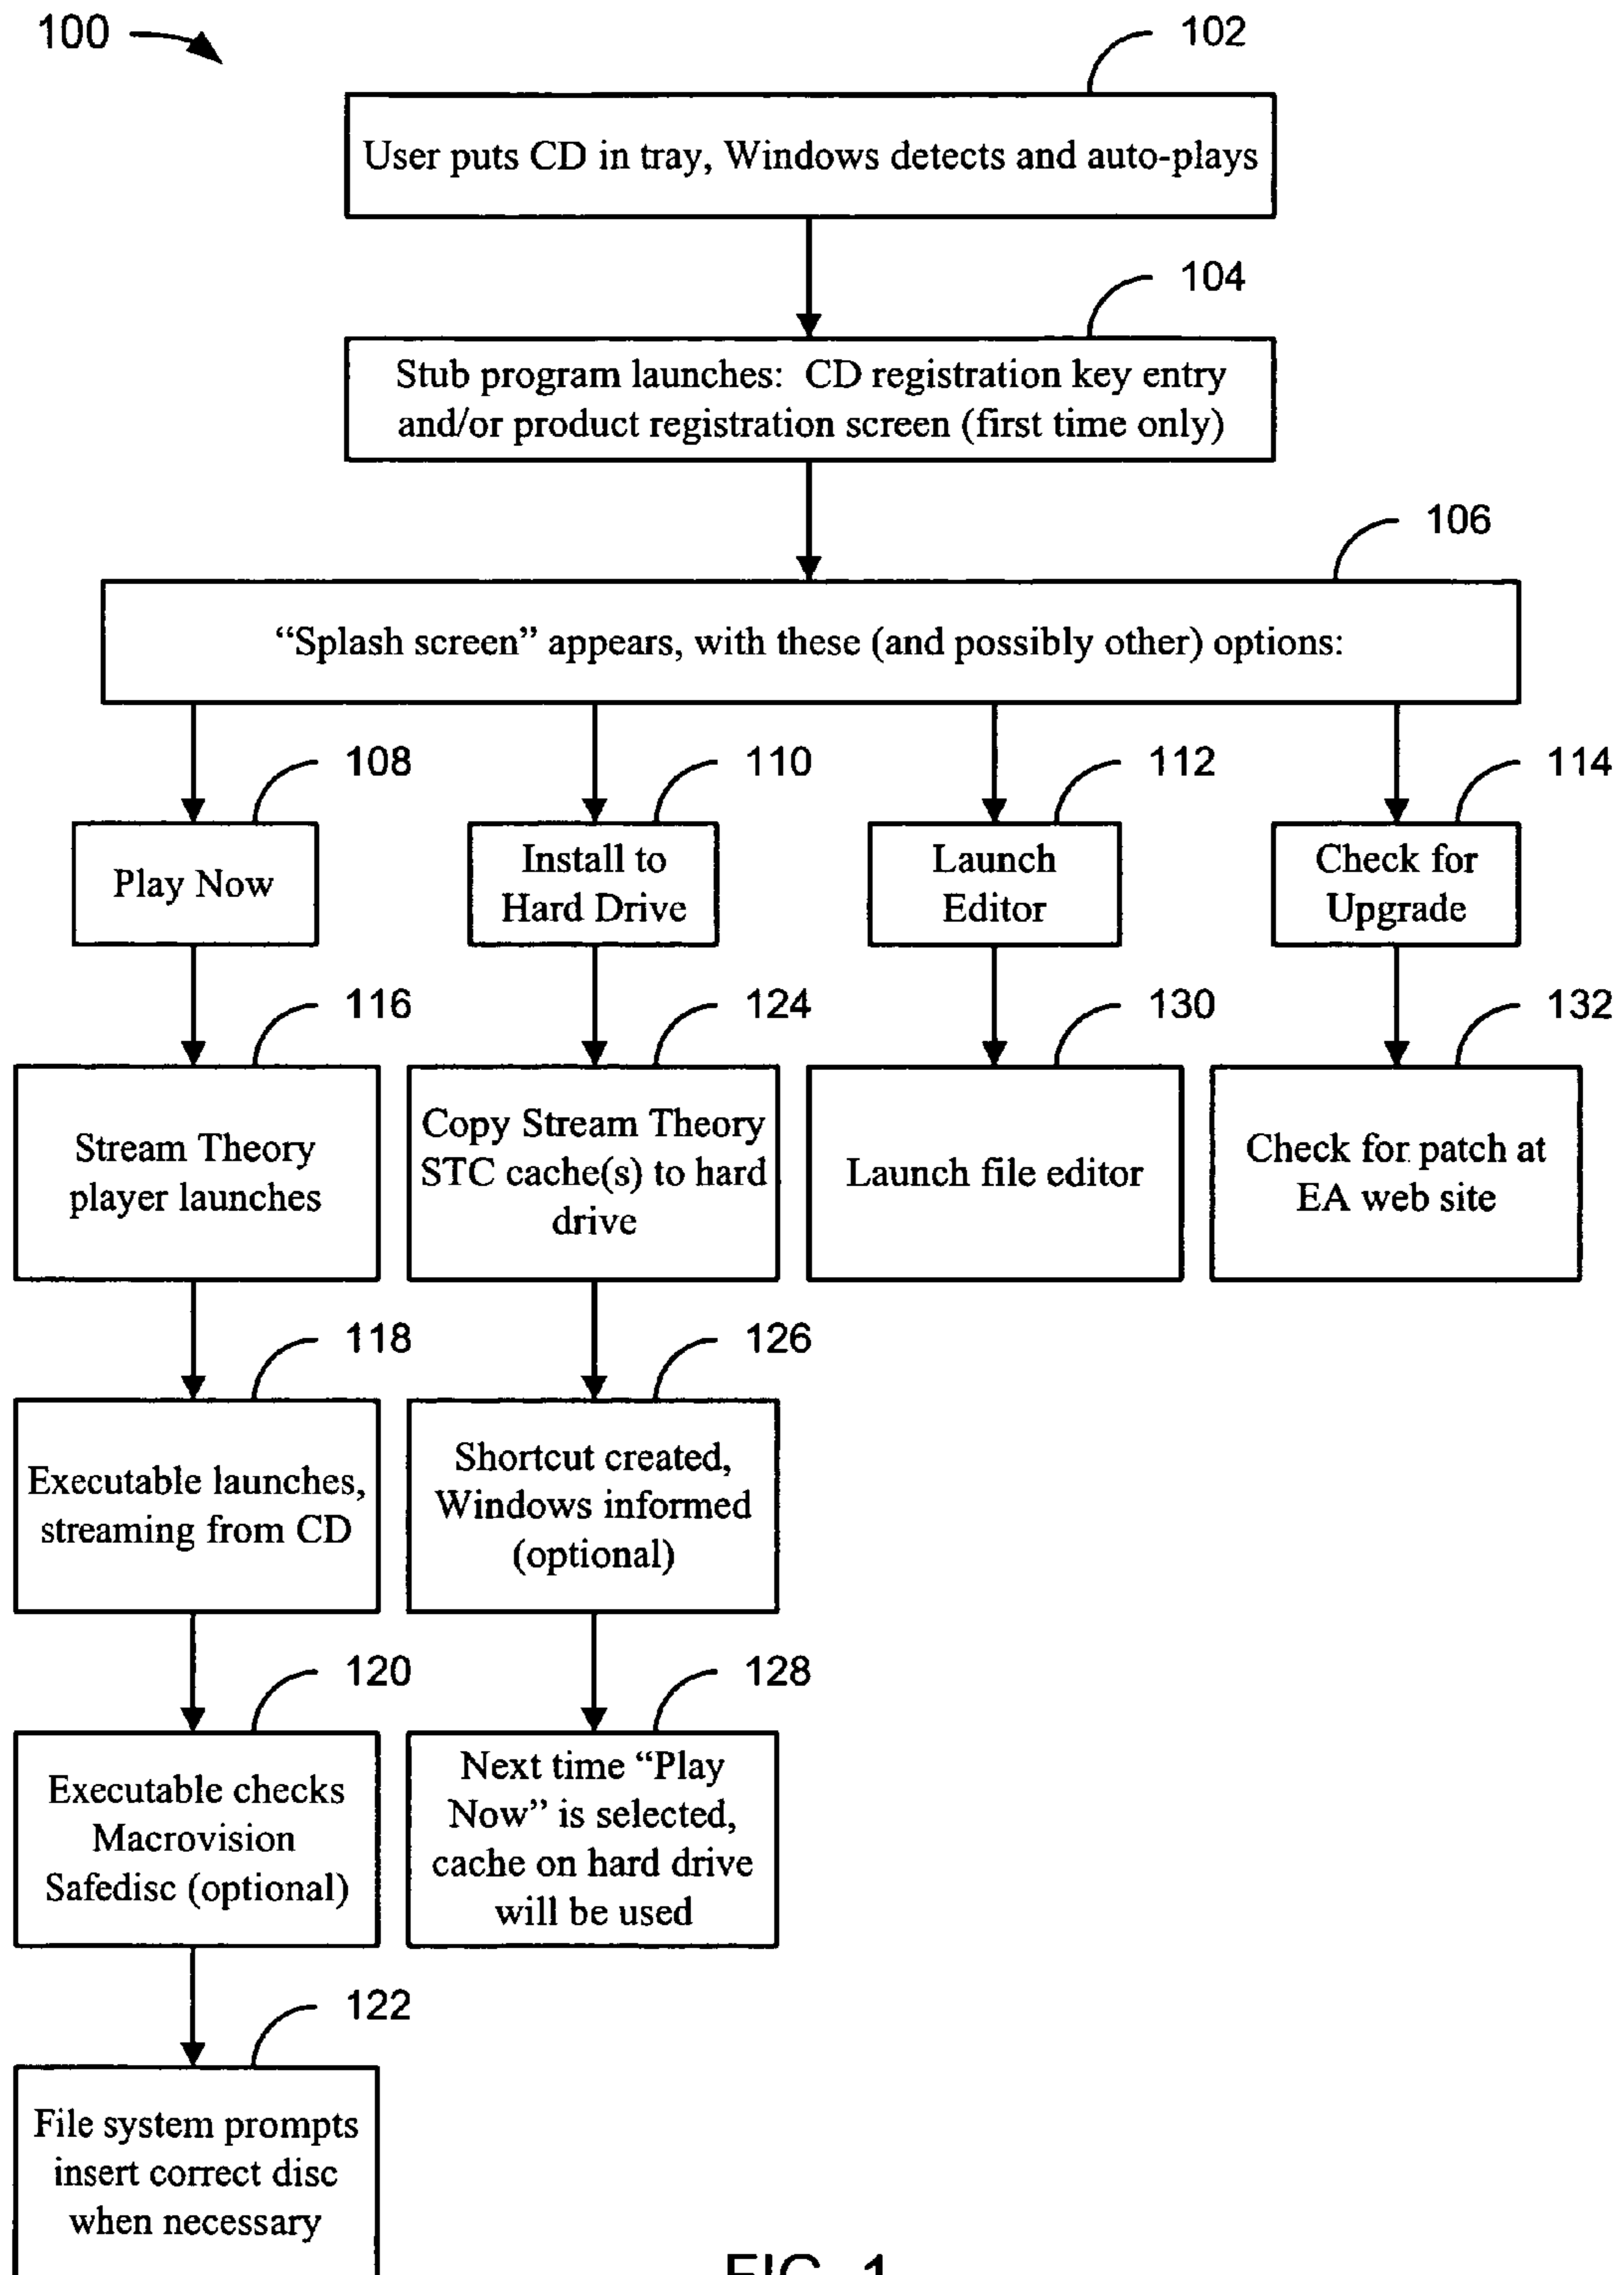 100
102
User puts CD in tray, Windows detects and auto-plays
104
Stub program launches: CD registration key entry
and/or product registration screen (first time only)
106
“Splash screen” appears, with these (and possibly other) options:
108
110
112
114
Play Now
Install to
Hard Drive
Launch
Editor
Check for
Upgrade
116
124
130
132
Stream Theory
player launches
Copy Stream Theory
STC cache(s) to hard
drive
Launch file editor
Check for patch at
EA web site
118
126
Executable launches,
streaming from CD
Shortcut created,
Windows informed
(optional)
120
128
Executable checks
Macrovision
Safedisc (optional)
Next time “Play
Now” is selected,
cache on hard drive
will be used
122
File system prompts
insert correct disc
when necessary
FIG. 1